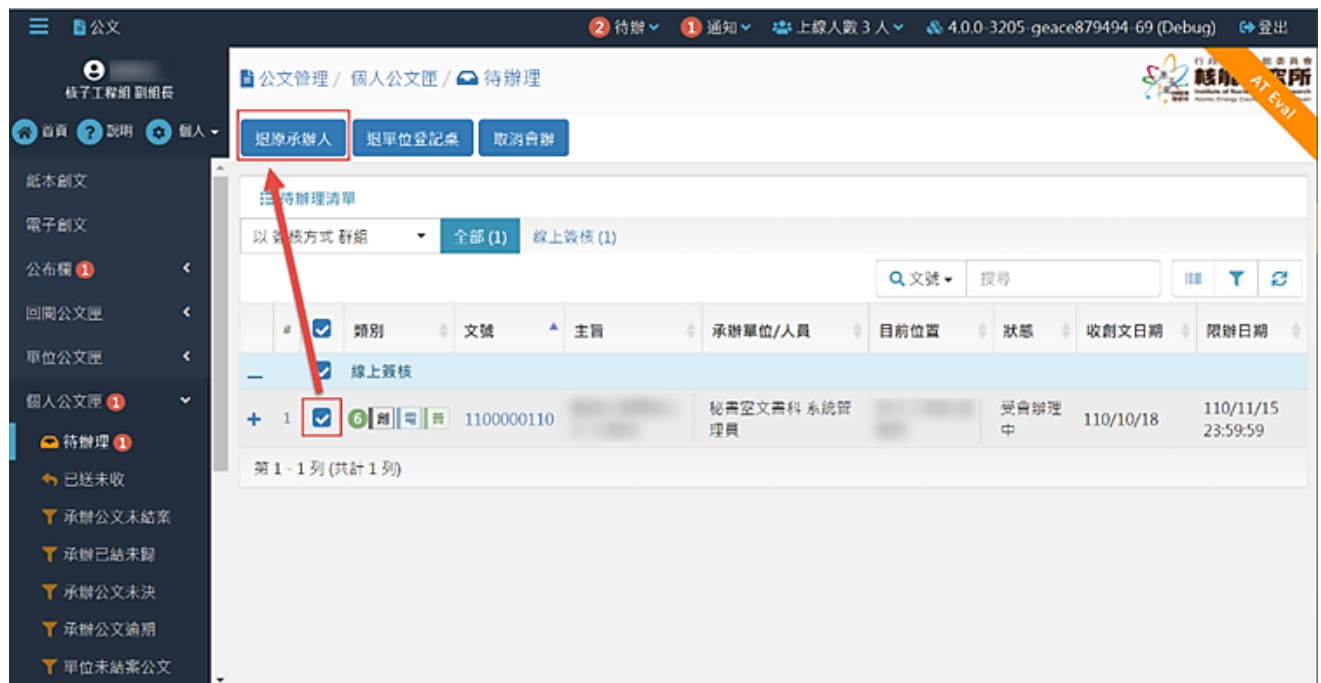 公文
2 待辦
1 通知
上線人數 3 人
4.0.0-3205-geace879494-69 (Debug)
登出
核子工程組 副組長
首頁 說明 個人
紙本創文
電子創文
公布欄 1
回閱公文匣
單位公文匣
個人公文匣 1
待辦理 1
已送未收
承辦公文未結案
承辦已結未歸
承辦公文未決
承辦公文逾期
單位未結案公文
公文管理 / 個人公文匣 / 待辦理
AT Eval
退原承辦人 退單位登記桌 取消會辦
待辦理清單
以 簽核方式 群組 全部 (1) 線上簽核 (1)
文號 搜尋
# 類別 文號 主旨 承辦單位/人員 目前位置 狀態 收創文日期 限辦日期
線上簽核
1 6 創 電 普 1100000110 秘書室文書科 系統管理員 受會辦理中 110/10/18 110/11/15 23:59:59
第 1 - 1 列 (共計 1 列)